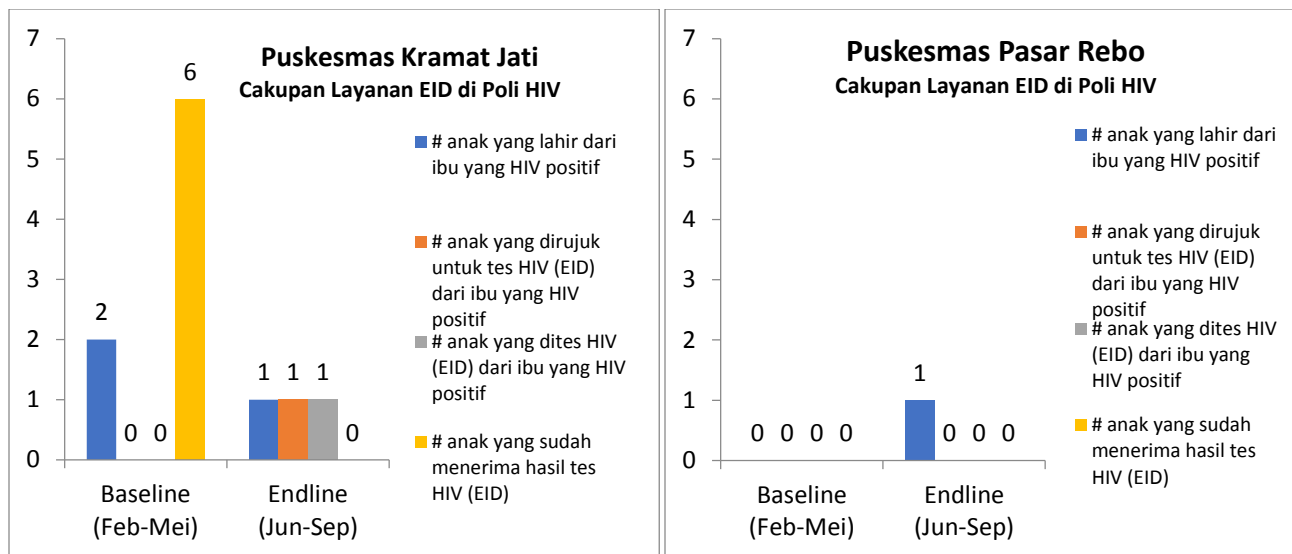 Puskesmas Kramat Jati
Cakupan Layanan EID di Poli HIV
7
6
5
4
3
2
1
0
2
0 0
6
1 1 1
0
Baseline
(Feb-Mei)
Endline
(Jun-Sep)
# anak yang lahir dari
ibu yang HIV positif
# anak yang dirujuk
untuk tes HIV (EID)
dari ibu yang HIV
positif
# anak yang dites HIV
(EID) dari ibu yang HIV
positif
# anak yang sudah
menerima hasil tes
HIV (EID)
Puskesmas Pasar Rebo
Cakupan Layanan EID di Poli HIV
7
6
5
4
3
2
1
0
0 0 0 0
1
0 0 0
Baseline
(Feb-Mei)
Endline
(Jun-Sep)
# anak yang lahir dari
ibu yang HIV positif
# anak yang dirujuk
untuk tes HIV (EID)
dari ibu yang HIV
positif
# anak yang dites HIV
(EID) dari ibu yang
HIV positif
# anak yang sudah
menerima hasil tes
HIV (EID)